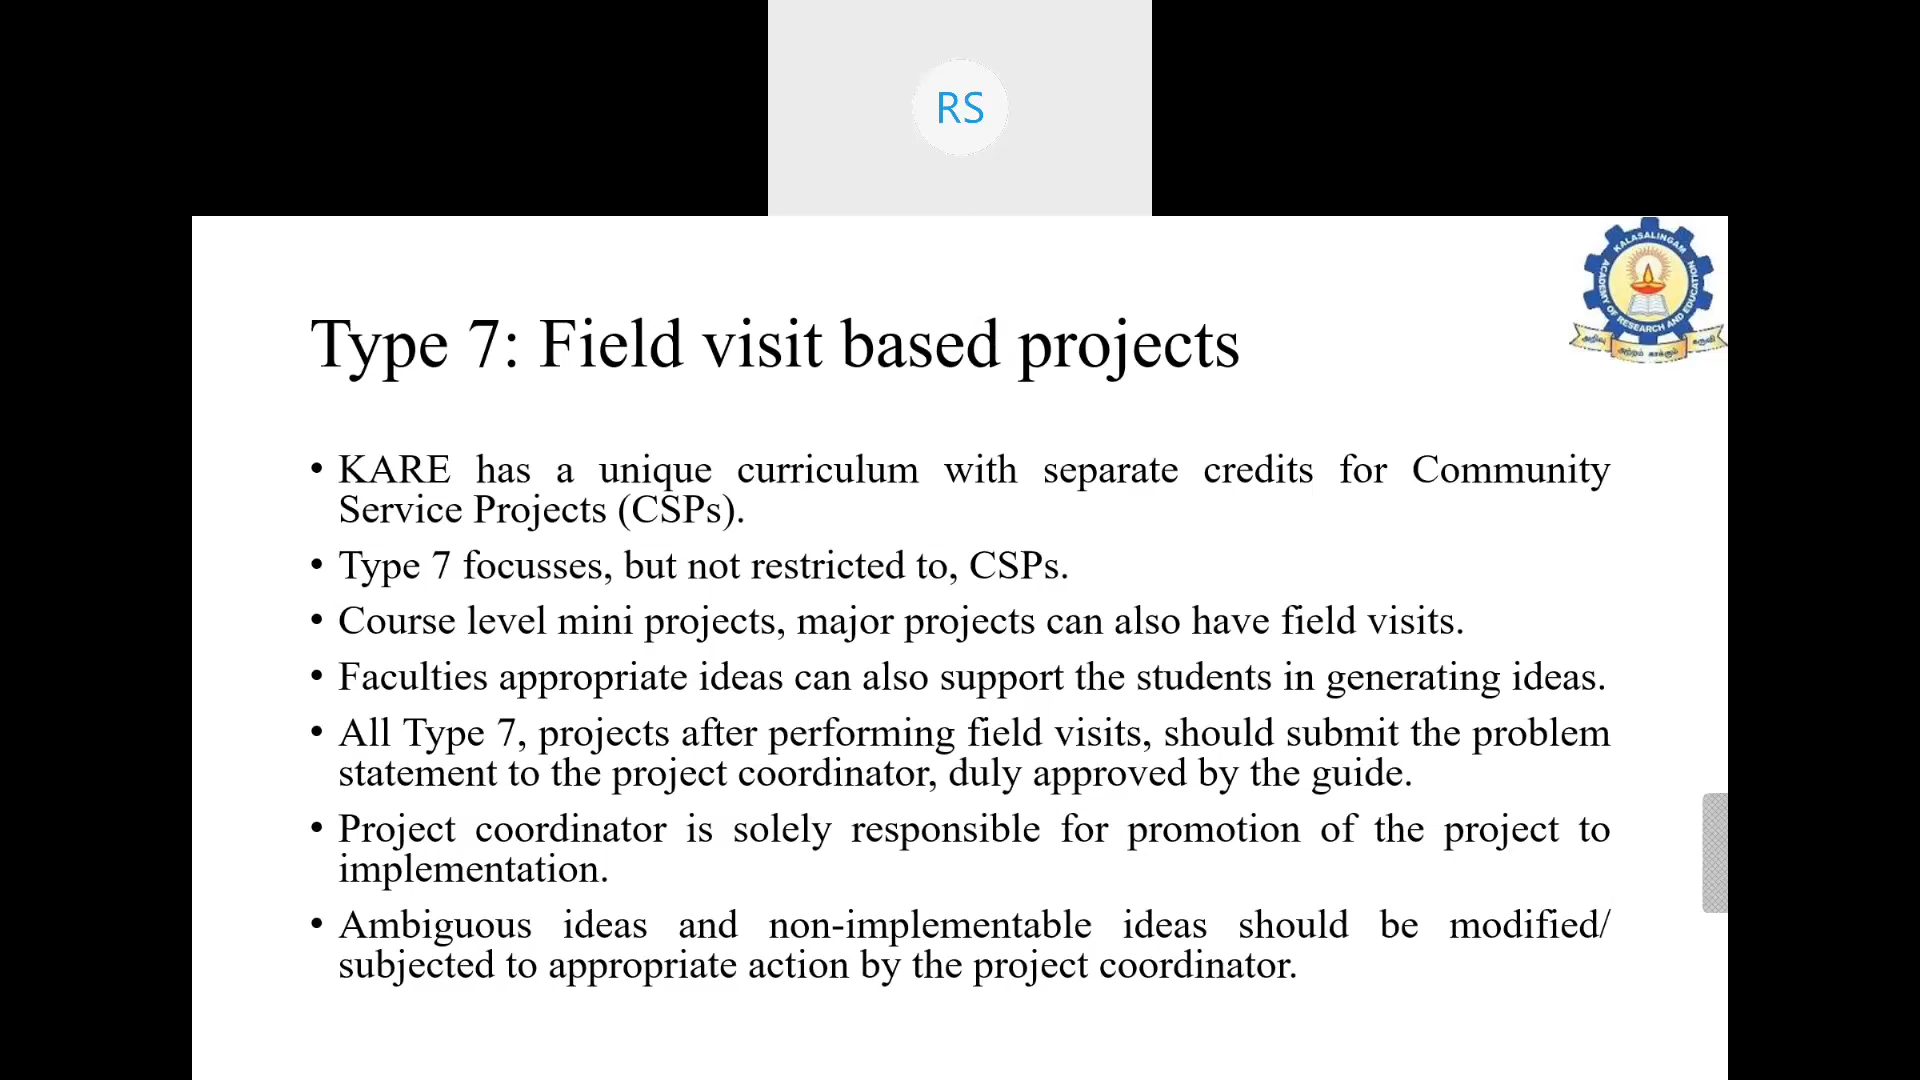 RS
KALASALINGAM
ACADEMY OF RESEARCH AND EDUCATION
அறிவு
அற்றம் காக்கும்
கருவி
Type 7: Field visit based projects
• KARE has a unique curriculum with separate credits for Community
Service Projects (CSPs).
• Type 7 focusses, but not restricted to, CSPs.
• Course level mini projects, major projects can also have field visits.
• Faculties appropriate ideas can also support the students in generating ideas.
• All Type 7, projects after performing field visits, should submit the problem
statement to the project coordinator, duly approved by the guide.
• Project coordinator is solely responsible for promotion of the project to
implementation.
• Ambiguous ideas and non-implementable ideas should be modified/
subjected to appropriate action by the project coordinator.